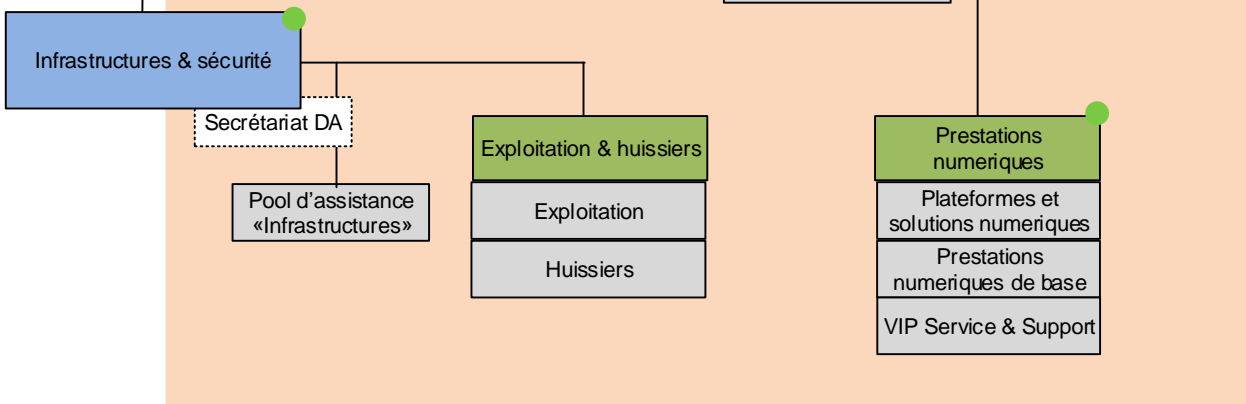 Infrastructures & sécurité
Secrétariat DA
Pool d'assistance
«Infrastructures»
Exploitation & huissiers
Exploitation
Huissiers
Prestations
numeriques
Plateformes et
solutions numeriques
Prestations
numeriques de base
VIP Service & Support